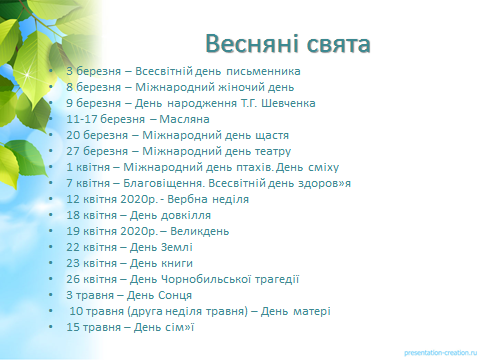 Весняні свята
• 3 березня – Всесвітній день письменника
• 8 березня – Міжнародний жіночий день
• 9 березня – День народження Т.Г. Шевченка
• 11-17 березня – Масляна
• 20 березня – Міжнародний день щастя
• 27 березня – Міжнародний день театру
• 1 квітня – Міжнародний день птахів. День сміху
• 7 квітня – Благовіщення. Всесвітній день здоров»я
• 12 квітня 2020р. - Вербна неділя
• 18 квітня – День довкілля
• 19 квітня 2020р. – Великдень
• 22 квітня – День Землі
• 23 квітня – День книги
• 26 квітня – День Чорнобильської трагедії
• 3 травня – День Сонця
• 10 травня (друга неділя травня) – День матері
• 15 травня – День сім»ї
presentation-creation.ru